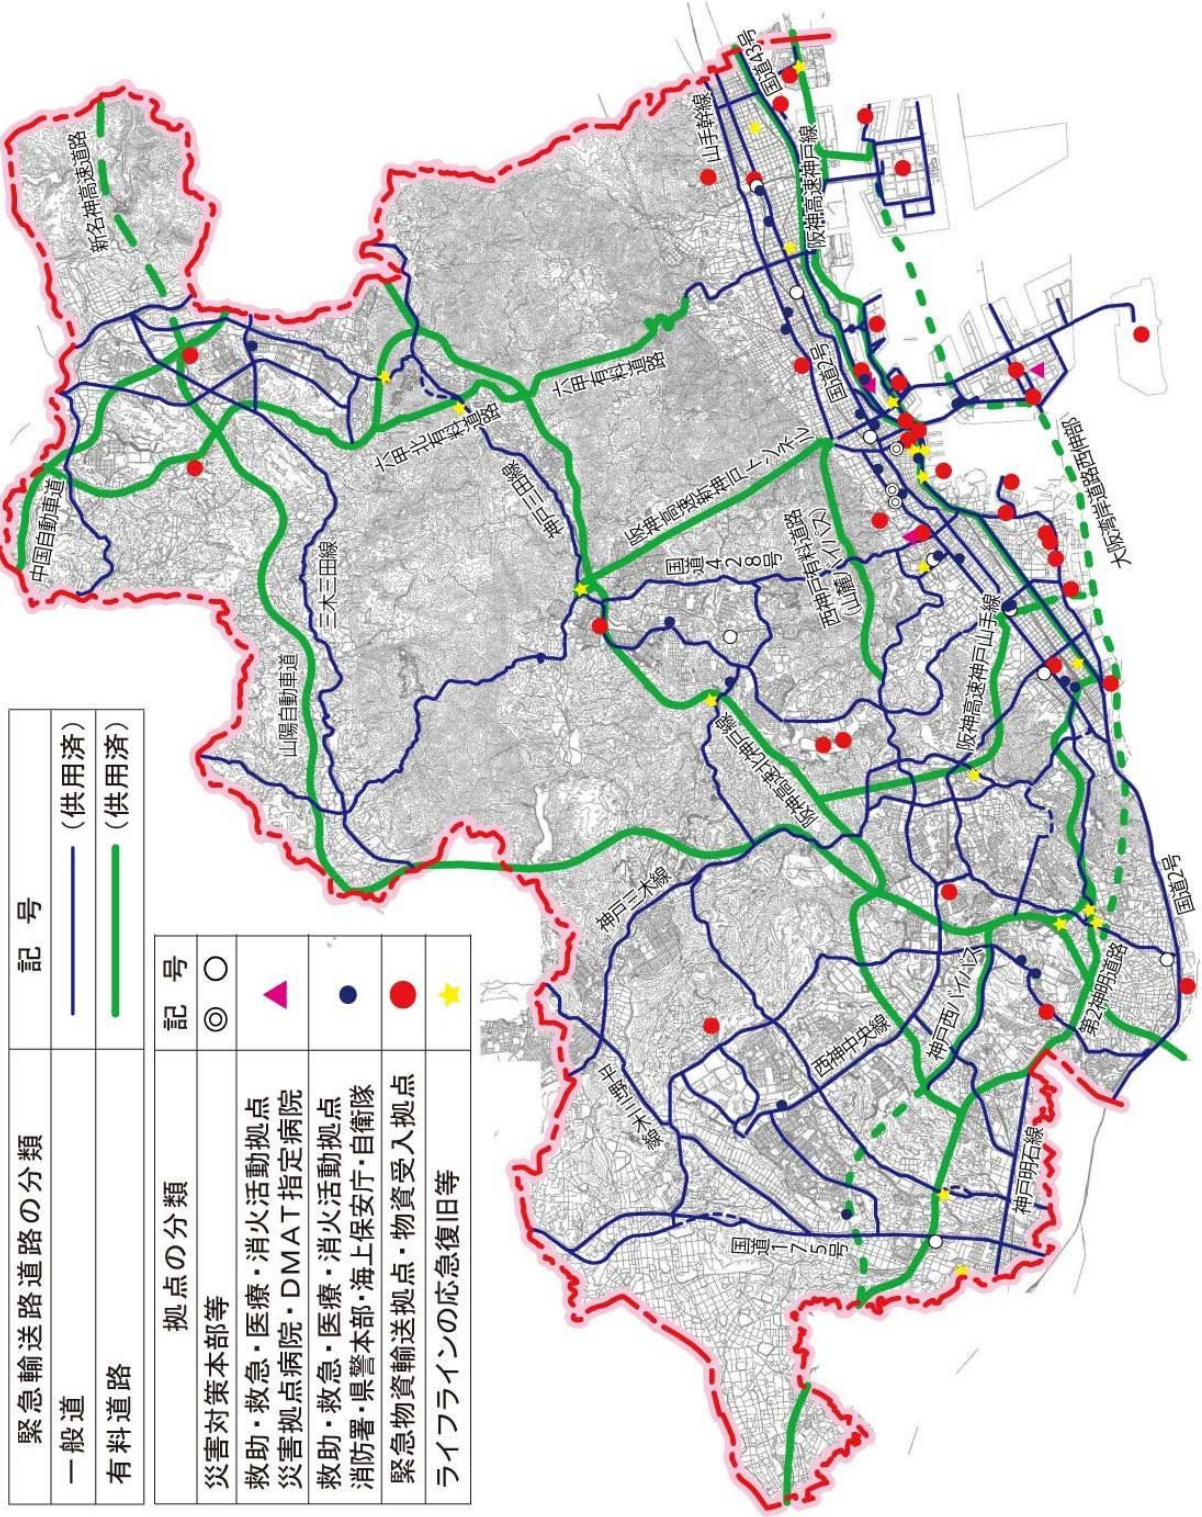 緊急輸送路道路の分類
記　号
一般道
（供用済）
有料道路
（供用済）
拠点の分類
記　号
災害対策本部等
◎ ○
救助・救急・医療・消火活動拠点
災害拠点病院・DMAT指定病院
▲
救助・救急・医療・消火活動拠点
消防署・県警本部・海上保安庁・自衛隊
●
緊急物資輸送拠点・物資受入拠点
●
ライフラインの応急復旧等
★
新名神高速道路
中国自動車道
六甲北有料道路
神戸三田線
三木三田線
山陽自動車道
六甲有料道路
山手幹線
国道43号
阪神高速神戸線
国道2号
阪神高速新神戸トンネル
国道428号
西神戸有料道路
（山麓バイパス）
大阪湾岸道路西伸部
阪神高速神戸山手線
阪神高速北神戸線
神戸三木線
平野三木線
西神中央線
神戸西バイパス
第2神明道路
国道2号
国道175号
神戸明石線